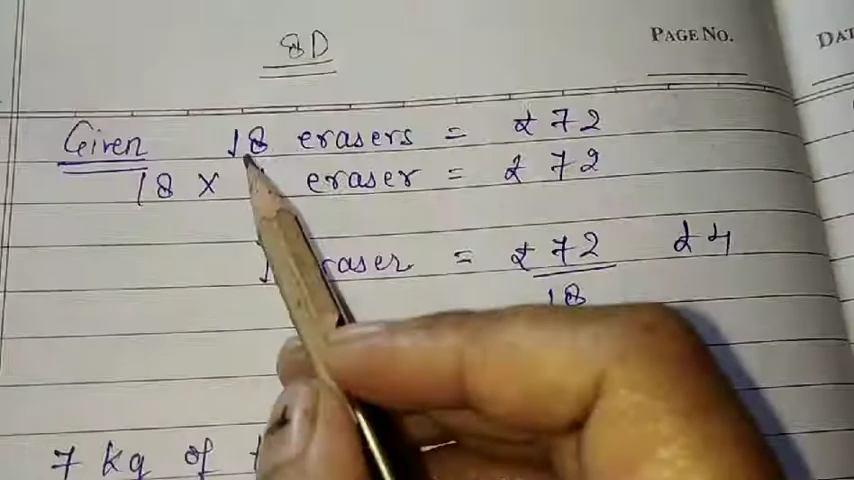 8D
PAGE NO.
DAT
Given 18 erasers = ₹ 72
18 × eraser = ₹ 72
eraser = ₹ 72 ₹ 4
18
7 kg of